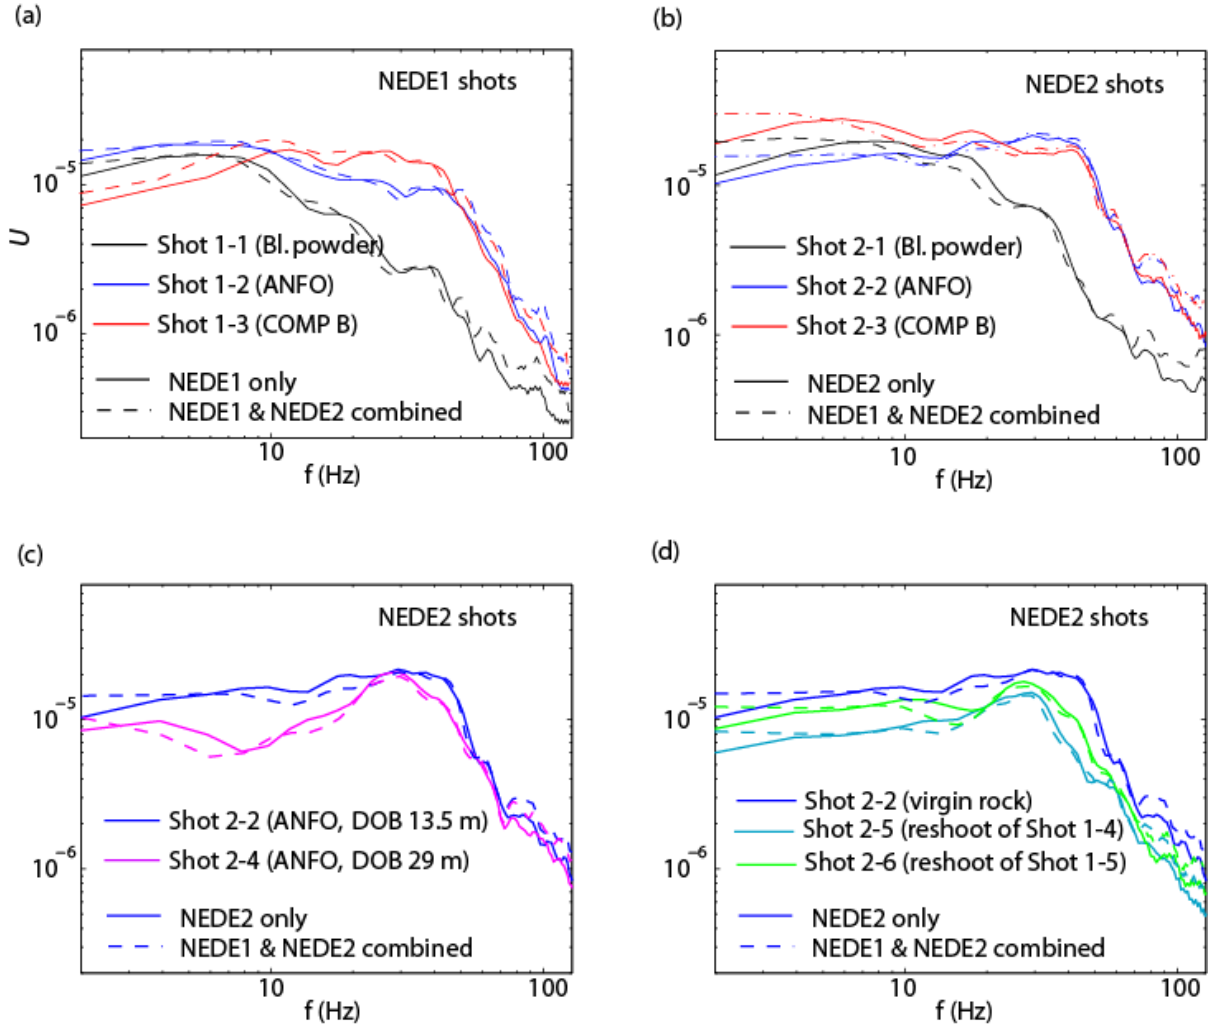 (a)
NEDE1 shots
10⁻⁵
U
Shot 1-1 (Bl. powder)
Shot 1-2 (ANFO)
Shot 1-3 (COMP B)
10⁻⁶
NEDE1 only
NEDE1 & NEDE2 combined
10
100
f (Hz)
(b)
NEDE2 shots
10⁻⁵
Shot 2-1 (Bl. powder)
Shot 2-2 (ANFO)
Shot 2-3 (COMP B)
10⁻⁶
NEDE2 only
NEDE1 & NEDE2 combined
10
100
f (Hz)
(c)
NEDE2 shots
10⁻⁵
Shot 2-2 (ANFO, DOB 13.5 m)
Shot 2-4 (ANFO, DOB 29 m)
10⁻⁶
NEDE2 only
NEDE1 & NEDE2 combined
10
100
f (Hz)
(d)
NEDE2 shots
10⁻⁵
Shot 2-2 (virgin rock)
Shot 2-5 (reshoot of Shot 1-4)
Shot 2-6 (reshoot of Shot 1-5)
10⁻⁶
NEDE2 only
NEDE1 & NEDE2 combined
10
100
f (Hz)